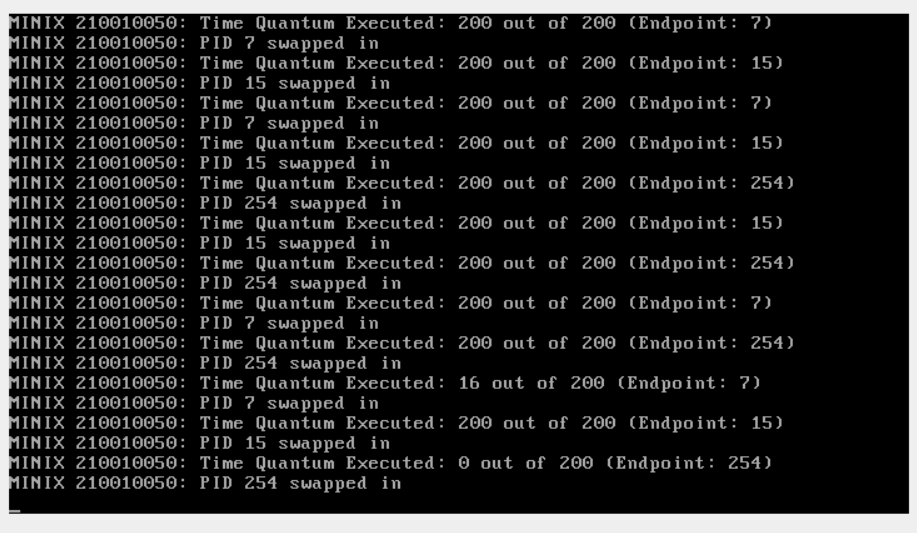 MINIX 210010050: Time Quantum Executed: 200 out of 200 (Endpoint: 7)
MINIX 210010050: PID 7 swapped in
MINIX 210010050: Time Quantum Executed: 200 out of 200 (Endpoint: 15)
MINIX 210010050: PID 15 swapped in
MINIX 210010050: Time Quantum Executed: 200 out of 200 (Endpoint: 7)
MINIX 210010050: PID 7 swapped in
MINIX 210010050: Time Quantum Executed: 200 out of 200 (Endpoint: 15)
MINIX 210010050: PID 15 swapped in
MINIX 210010050: Time Quantum Executed: 200 out of 200 (Endpoint: 254)
MINIX 210010050: PID 254 swapped in
MINIX 210010050: Time Quantum Executed: 200 out of 200 (Endpoint: 15)
MINIX 210010050: PID 15 swapped in
MINIX 210010050: Time Quantum Executed: 200 out of 200 (Endpoint: 254)
MINIX 210010050: PID 254 swapped in
MINIX 210010050: Time Quantum Executed: 200 out of 200 (Endpoint: 7)
MINIX 210010050: PID 7 swapped in
MINIX 210010050: Time Quantum Executed: 200 out of 200 (Endpoint: 254)
MINIX 210010050: PID 254 swapped in
MINIX 210010050: Time Quantum Executed: 16 out of 200 (Endpoint: 7)
MINIX 210010050: PID 7 swapped in
MINIX 210010050: Time Quantum Executed: 200 out of 200 (Endpoint: 15)
MINIX 210010050: PID 15 swapped in
MINIX 210010050: Time Quantum Executed: 0 out of 200 (Endpoint: 254)
MINIX 210010050: PID 254 swapped in